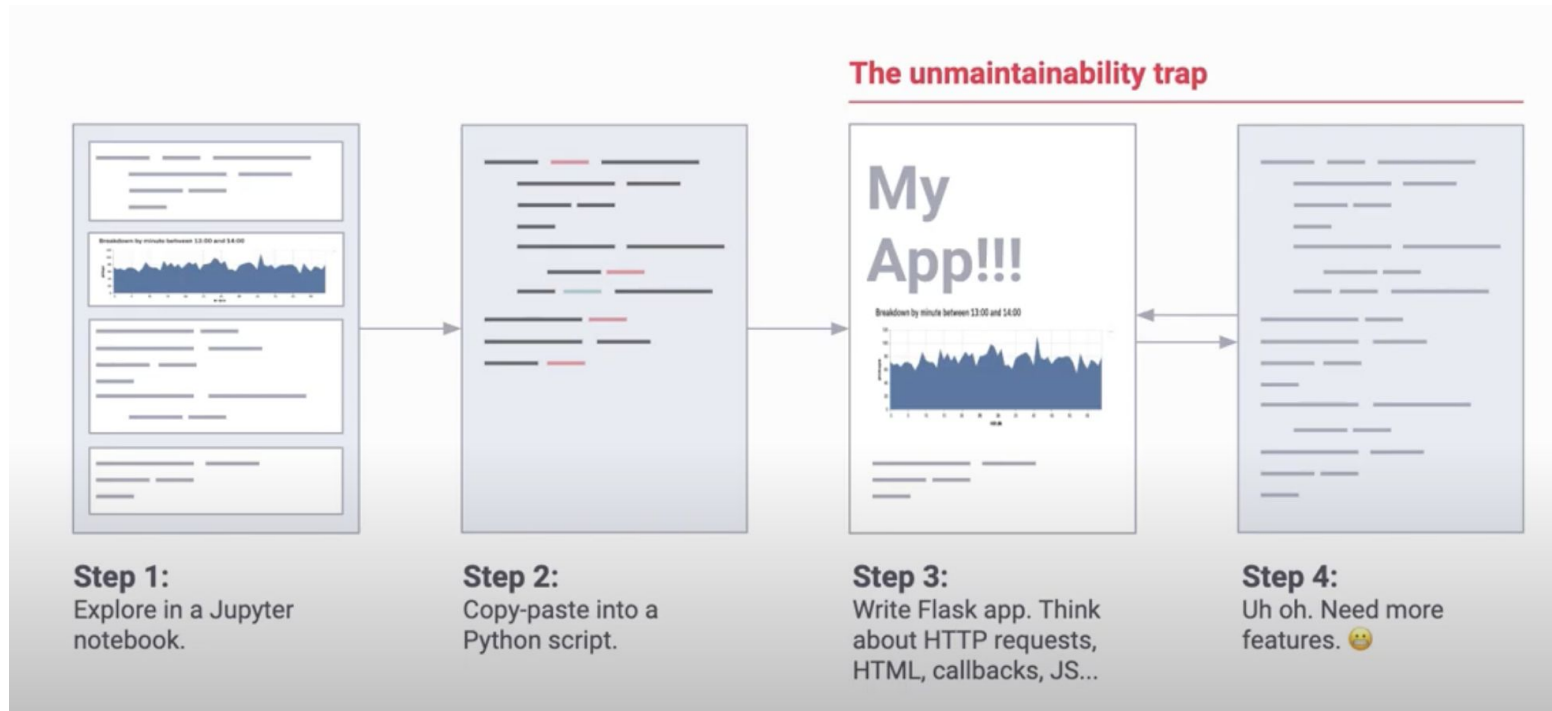 The unmaintainability trap
Breakdown by minute between 13:00 and 14:00
My
App!!!
Breakdown by minute between 13:00 and 14:00
Step 1:
Explore in a Jupyter
notebook.
Step 2:
Copy-paste into a
Python script.
Step 3:
Write Flask app. Think
about HTTP requests,
HTML, callbacks, JS...
Step 4:
Uh oh. Need more
features. 😬